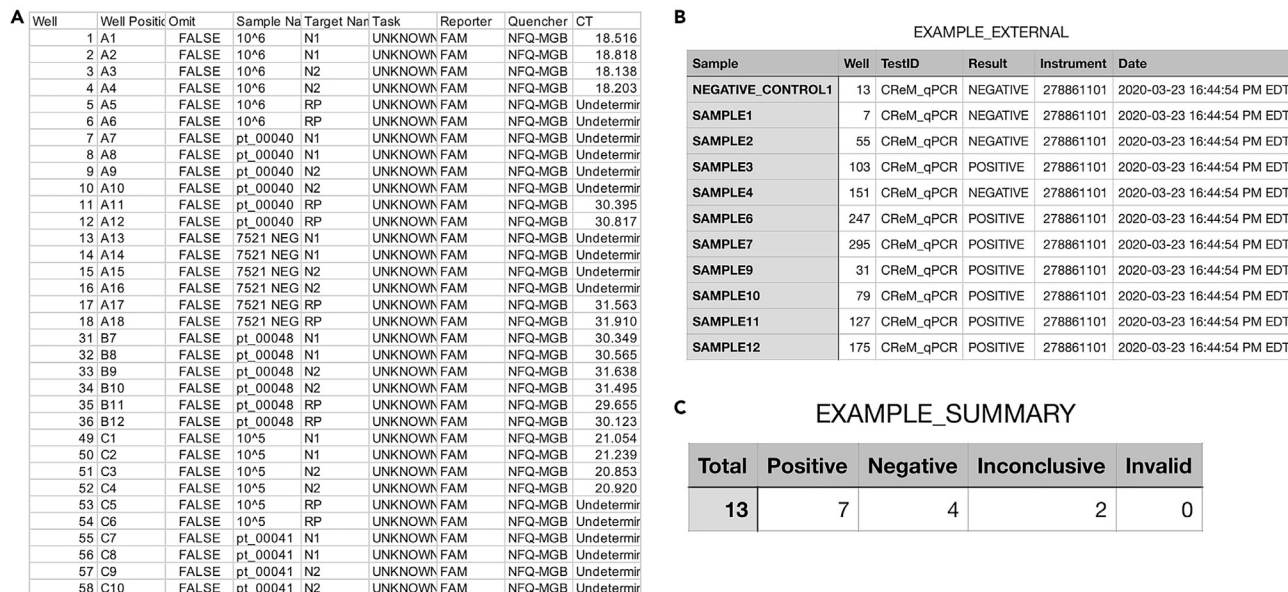 A
Well Well Positic Omit Sample Na Target Nar Task Reporter Quencher CT
1 A1 FALSE 10^6 N1 UNKNOWN FAM NFQ-MGB 18.516
2 A2 FALSE 10^6 N1 UNKNOWN FAM NFQ-MGB 18.818
3 A3 FALSE 10^6 N2 UNKNOWN FAM NFQ-MGB 18.138
4 A4 FALSE 10^6 N2 UNKNOWN FAM NFQ-MGB 18.203
5 A5 FALSE 10^6 RP UNKNOWN FAM NFQ-MGB Undetermir
6 A6 FALSE 10^6 RP UNKNOWN FAM NFQ-MGB Undetermir
7 A7 FALSE pt_00040 N1 UNKNOWN FAM NFQ-MGB Undetermir
8 A8 FALSE pt_00040 N1 UNKNOWN FAM NFQ-MGB Undetermir
9 A9 FALSE pt_00040 N2 UNKNOWN FAM NFQ-MGB Undetermir
10 A10 FALSE pt_00040 N2 UNKNOWN FAM NFQ-MGB Undetermir
11 A11 FALSE pt_00040 RP UNKNOWN FAM NFQ-MGB 30.395
12 A12 FALSE pt_00040 RP UNKNOWN FAM NFQ-MGB 30.817
13 A13 FALSE 7521 NEG N1 UNKNOWN FAM NFQ-MGB Undetermir
14 A14 FALSE 7521 NEG N1 UNKNOWN FAM NFQ-MGB Undetermir
15 A15 FALSE 7521 NEG N2 UNKNOWN FAM NFQ-MGB Undetermir
16 A16 FALSE 7521 NEG N2 UNKNOWN FAM NFQ-MGB Undetermir
17 A17 FALSE 7521 NEG RP UNKNOWN FAM NFQ-MGB 31.563
18 A18 FALSE 7521 NEG RP UNKNOWN FAM NFQ-MGB 31.910
31 B7 FALSE pt_00048 N1 UNKNOWN FAM NFQ-MGB 30.349
32 B8 FALSE pt_00048 N1 UNKNOWN FAM NFQ-MGB 30.565
33 B9 FALSE pt_00048 N2 UNKNOWN FAM NFQ-MGB 31.638
34 B10 FALSE pt_00048 N2 UNKNOWN FAM NFQ-MGB 31.495
35 B11 FALSE pt_00048 RP UNKNOWN FAM NFQ-MGB 29.655
36 B12 FALSE pt_00048 RP UNKNOWN FAM NFQ-MGB 30.123
49 C1 FALSE 10^5 N1 UNKNOWN FAM NFQ-MGB 21.054
50 C2 FALSE 10^5 N1 UNKNOWN FAM NFQ-MGB 21.239
51 C3 FALSE 10^5 N2 UNKNOWN FAM NFQ-MGB 20.853
52 C4 FALSE 10^5 N2 UNKNOWN FAM NFQ-MGB 20.920
53 C5 FALSE 10^5 RP UNKNOWN FAM NFQ-MGB Undetermir
54 C6 FALSE 10^5 RP UNKNOWN FAM NFQ-MGB Undetermir
55 C7 FALSE pt_00041 N1 UNKNOWN FAM NFQ-MGB Undetermir
56 C8 FALSE pt_00041 N1 UNKNOWN FAM NFQ-MGB Undetermir
57 C9 FALSE pt_00041 N2 UNKNOWN FAM NFQ-MGB Undetermir
58 C10 FALSE pt_00041 N2 UNKNOWN FAM NFQ-MGB Undetermir
B
EXAMPLE_EXTERNAL
Sample Well TestID Result Instrument Date
NEGATIVE_CONTROL1 13 CReM_qPCR NEGATIVE 278861101 2020-03-23 16:44:54 PM EDT
SAMPLE1 7 CReM_qPCR NEGATIVE 278861101 2020-03-23 16:44:54 PM EDT
SAMPLE2 55 CReM_qPCR NEGATIVE 278861101 2020-03-23 16:44:54 PM EDT
SAMPLE3 103 CReM_qPCR POSITIVE 278861101 2020-03-23 16:44:54 PM EDT
SAMPLE4 151 CReM_qPCR NEGATIVE 278861101 2020-03-23 16:44:54 PM EDT
SAMPLE6 247 CReM_qPCR POSITIVE 278861101 2020-03-23 16:44:54 PM EDT
SAMPLE7 295 CReM_qPCR POSITIVE 278861101 2020-03-23 16:44:54 PM EDT
SAMPLE9 31 CReM_qPCR POSITIVE 278861101 2020-03-23 16:44:54 PM EDT
SAMPLE10 79 CReM_qPCR POSITIVE 278861101 2020-03-23 16:44:54 PM EDT
SAMPLE11 127 CReM_qPCR POSITIVE 278861101 2020-03-23 16:44:54 PM EDT
SAMPLE12 175 CReM_qPCR POSITIVE 278861101 2020-03-23 16:44:54 PM EDT
C
EXAMPLE_SUMMARY
Total Positive Negative Inconclusive Invalid
13 7 4 2 0